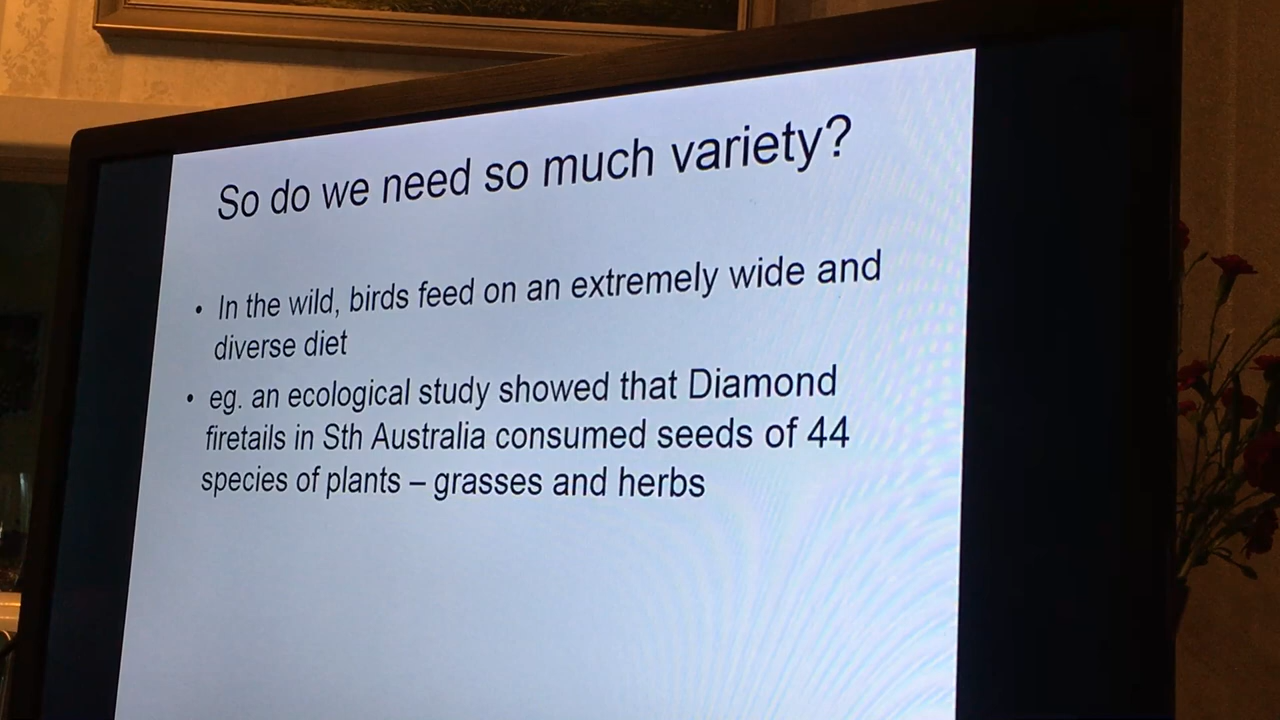 So do we need so much variety?
• In the wild, birds feed on an extremely wide and
diverse diet
• eg. an ecological study showed that Diamond
firetails in Sth Australia consumed seeds of 44
species of plants – grasses and herbs